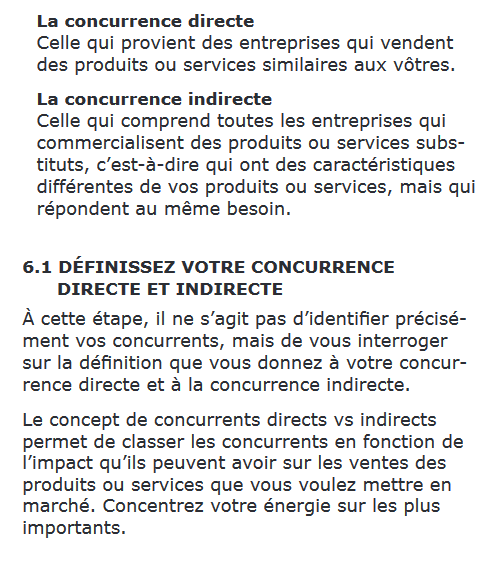 La concurrence directe
Celle qui provient des entreprises qui vendent
des produits ou services similaires aux vôtres.
La concurrence indirecte
Celle qui comprend toutes les entreprises qui
commercialisent des produits ou services subs-
tituts, c’est-à-dire qui ont des caractéristiques
différentes de vos produits ou services, mais qui
répondent au même besoin.
6.1 DÉFINISSEZ VOTRE CONCURRENCE
DIRECTE ET INDIRECTE
À cette étape, il ne s’agit pas d’identifier précisé-
ment vos concurrents, mais de vous interroger
sur la définition que vous donnez à votre concur-
rence directe et à la concurrence indirecte.
Le concept de concurrents directs vs indirects
permet de classer les concurrents en fonction de
l’impact qu’ils peuvent avoir sur les ventes des
produits ou services que vous voulez mettre en
marché. Concentrez votre énergie sur les plus
importants.